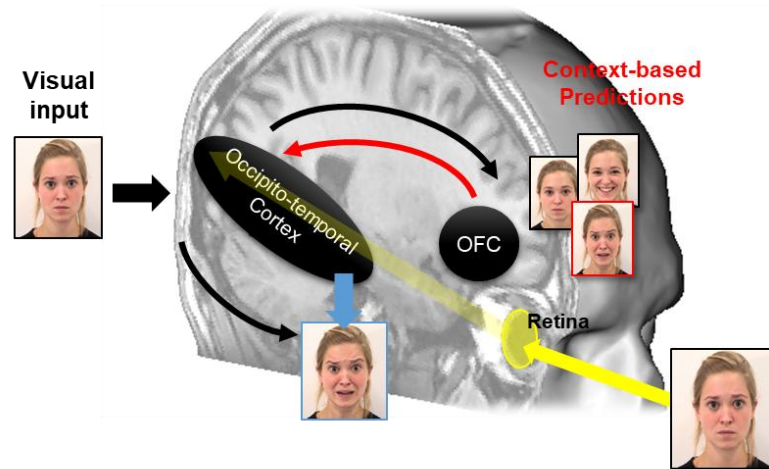 Visual
input
Context-based
Predictions
Occipito-temporal
Cortex
OFC
Retina